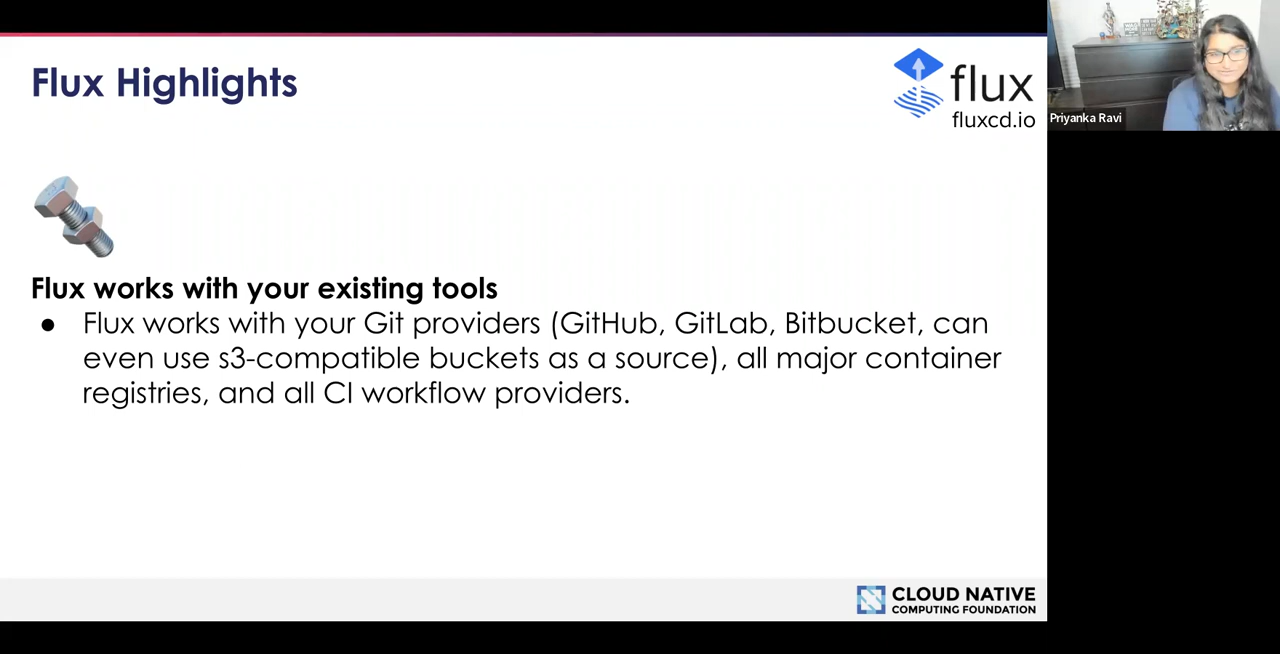 Flux Highlights
flux
fluxcd.io
Priyanka Ravi
Flux works with your existing tools
● Flux works with your Git providers (GitHub, GitLab, Bitbucket, can
even use s3-compatible buckets as a source), all major container
registries, and all CI workflow providers.
CLOUD NATIVE
COMPUTING FOUNDATION